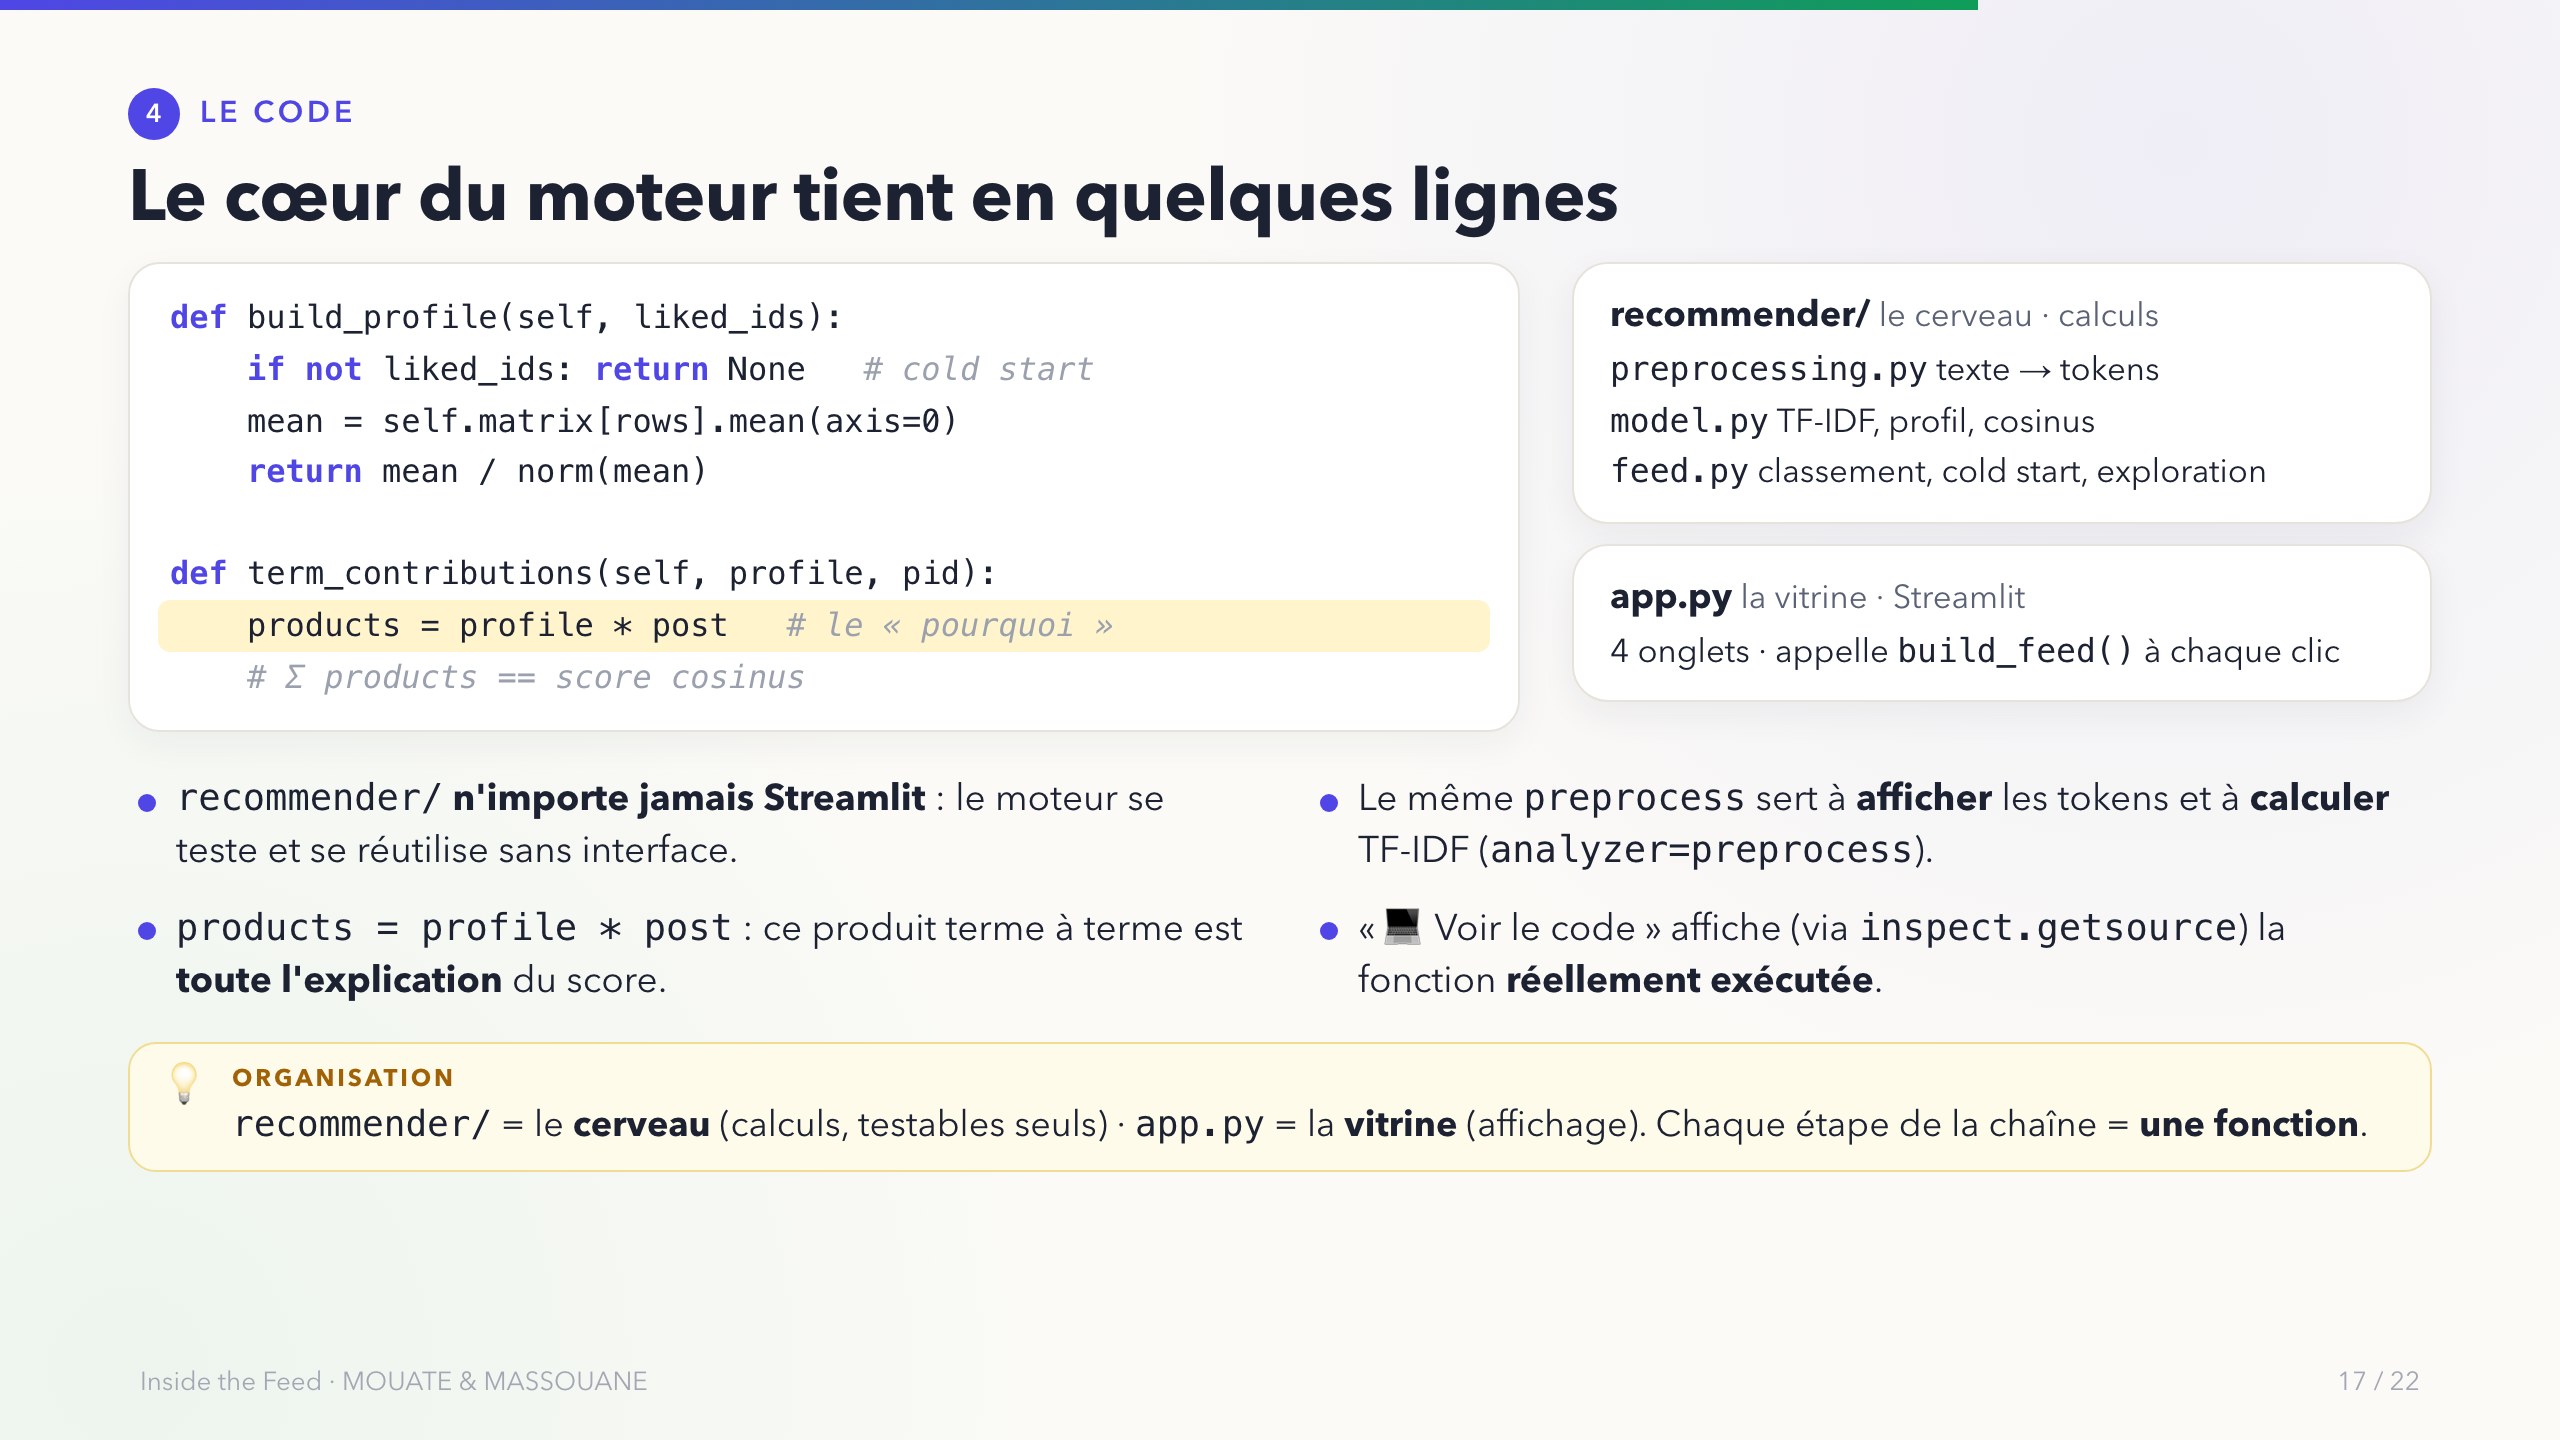 4 LE CODE
Le cœur du moteur tient en quelques lignes
def build_profile(self, liked_ids):
    if not liked_ids: return None   # cold start
    mean = self.matrix[rows].mean(axis=0)
    return mean / norm(mean)
def term_contributions(self, profile, pid):
    products = profile * post   # le « pourquoi »
    # Σ products == score cosinus
recommender/ le cerveau · calculs
preprocessing.py texte → tokens
model.py TF-IDF, profil, cosinus
feed.py classement, cold start, exploration
app.py la vitrine · Streamlit
4 onglets · appelle build_feed() à chaque clic
recommender/ n'importe jamais Streamlit : le moteur se
teste et se réutilise sans interface.
products = profile * post : ce produit terme à terme est
toute l'explication du score.
Le même preprocess sert à afficher les tokens et à calculer
TF-IDF (analyzer=preprocess).
« 💻 Voir le code » affiche (via inspect.getsource) la
fonction réellement exécutée.
💡 ORGANISATION
recommender/ = le cerveau (calculs, testables seuls) · app.py = la vitrine (affichage). Chaque étape de la chaîne = une fonction.
Inside the Feed · MOUATE & MASSOUANE
17 / 22